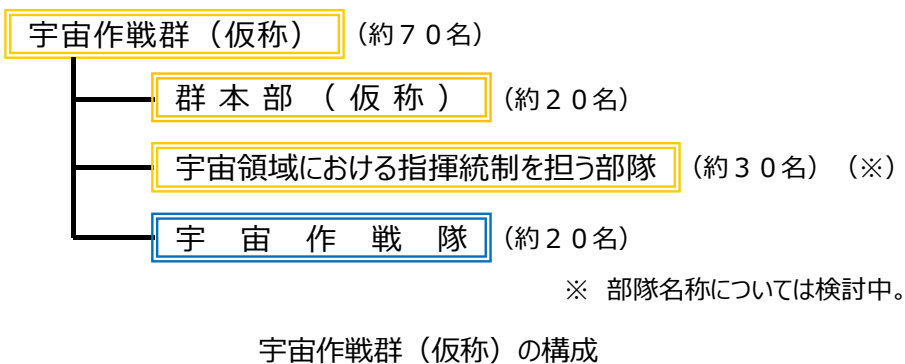 宇宙作戦群（仮称）（約７０名）
群本部（仮称）（約２０名）
宇宙領域における指揮統制を担う部隊（約３０名）（※）
宇宙作戦隊（約２０名）
※　部隊名称については検討中。
宇宙作戦群（仮称）の構成